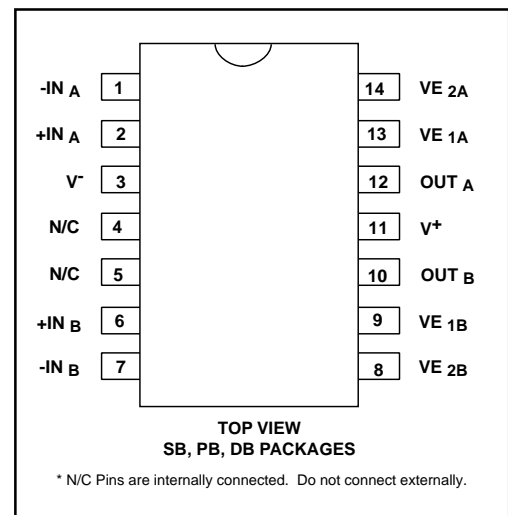 -IN A 1 14 VE 2A
+IN A 2 13 VE 1A
V- 3 12 OUT A
N/C 4 11 V+
N/C 5 10 OUT B
+IN B 6 9 VE 1B
-IN B 7 8 VE 2B
TOP VIEW
SB, PB, DB PACKAGES
* N/C Pins are internally connected. Do not connect externally.